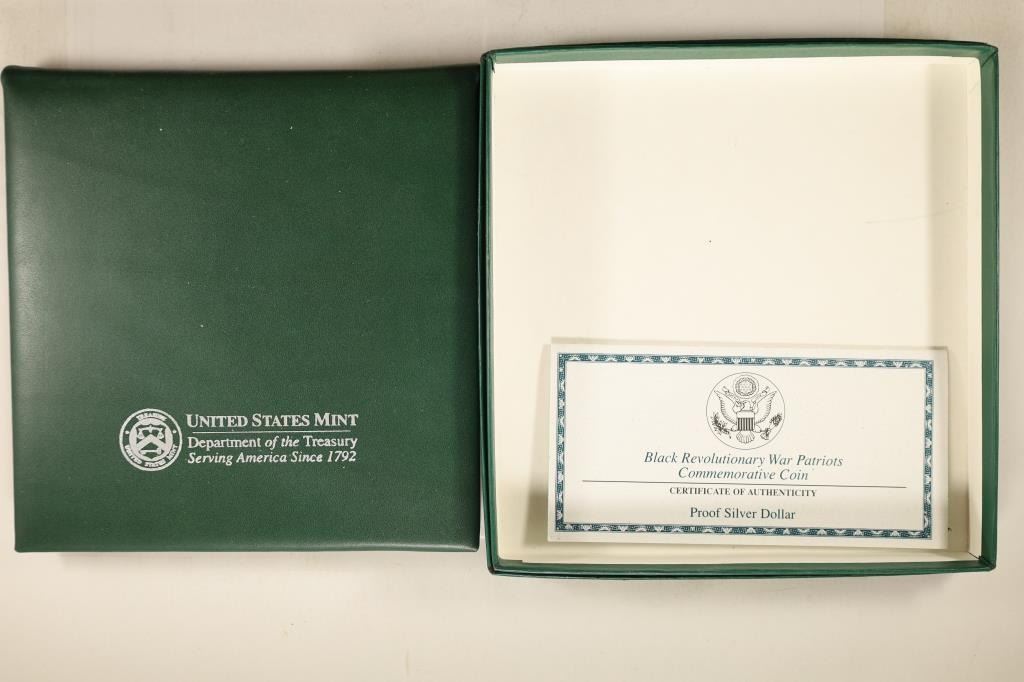 UNITED STATES MINT
Department of the Treasury
Serving America Since 1792
Black Revolutionary War Patriots
Commemorative Coin
CERTIFICATE OF AUTHENTICITY
Proof Silver Dollar